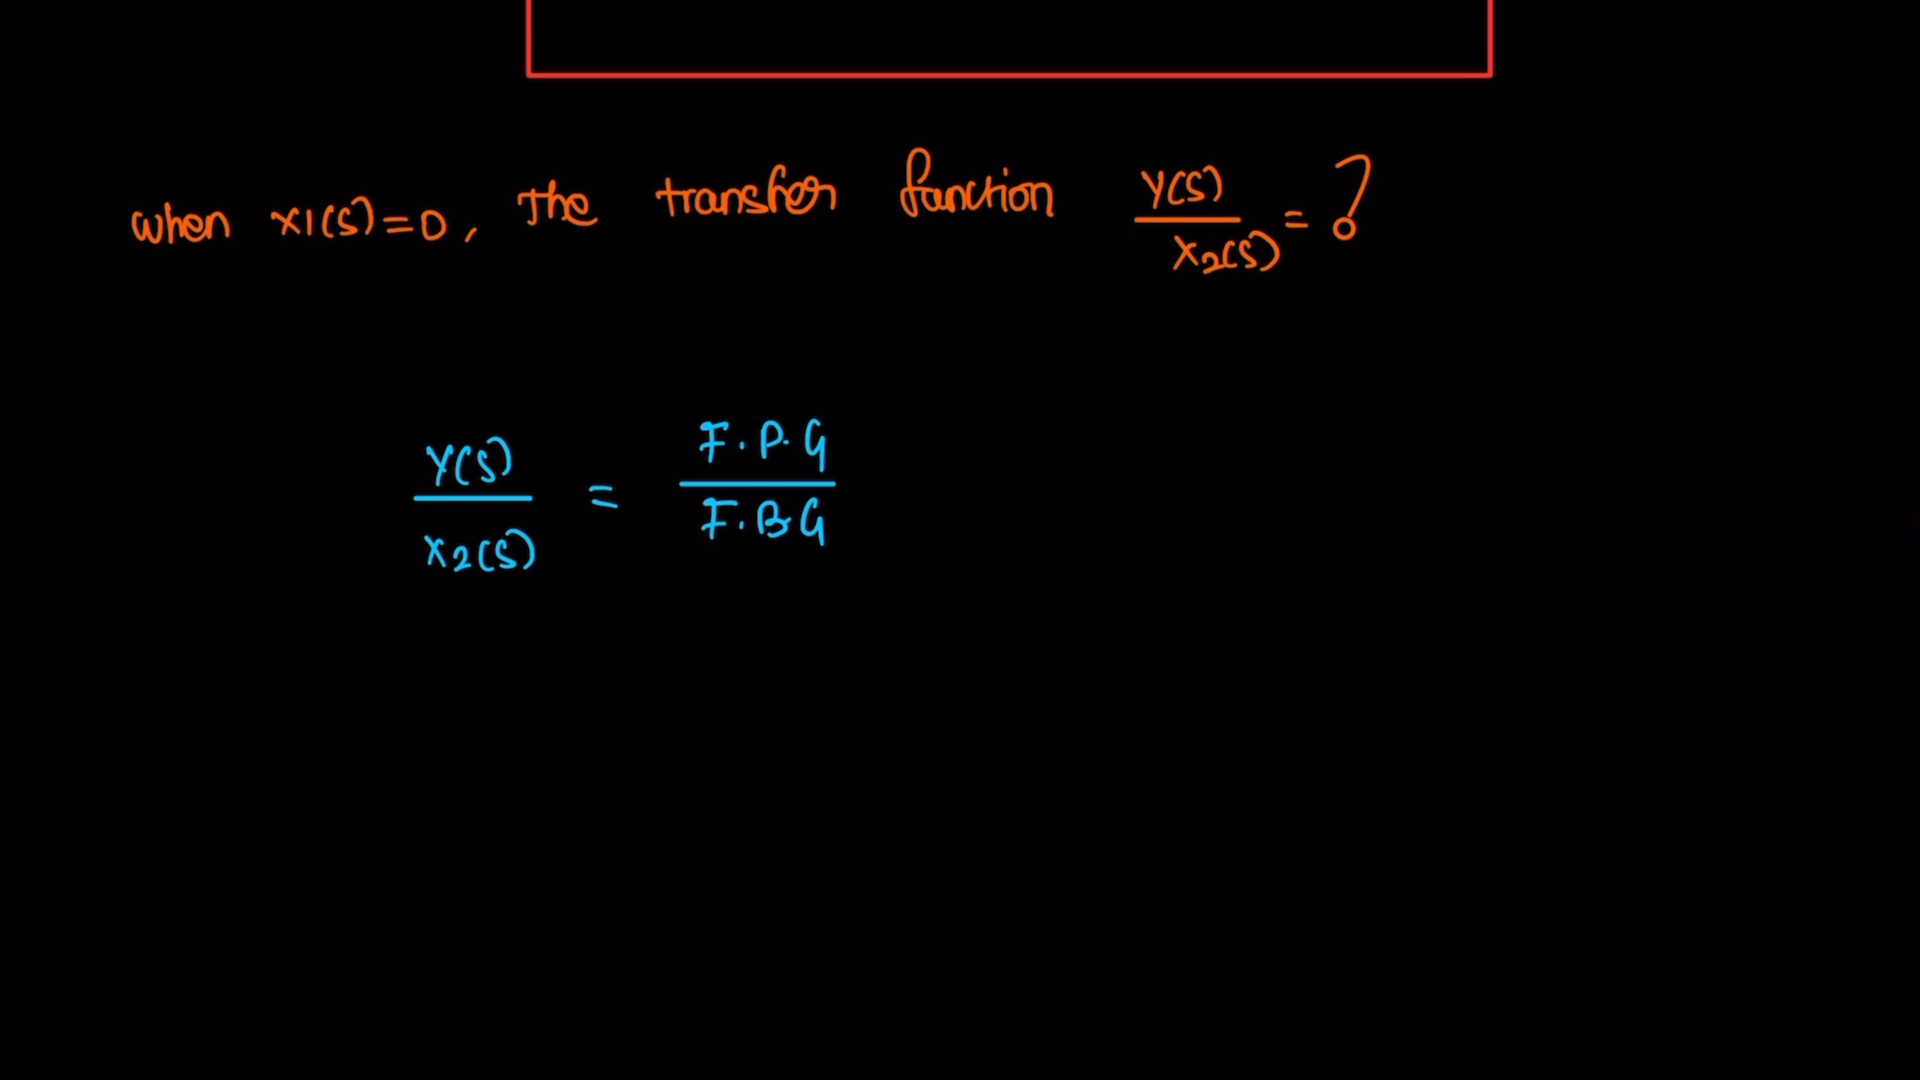 when X1(S)=0, The transfer function Y(S)/X2(S) = ?
Y(S)/X2(S) = F.P.G/F.B.G